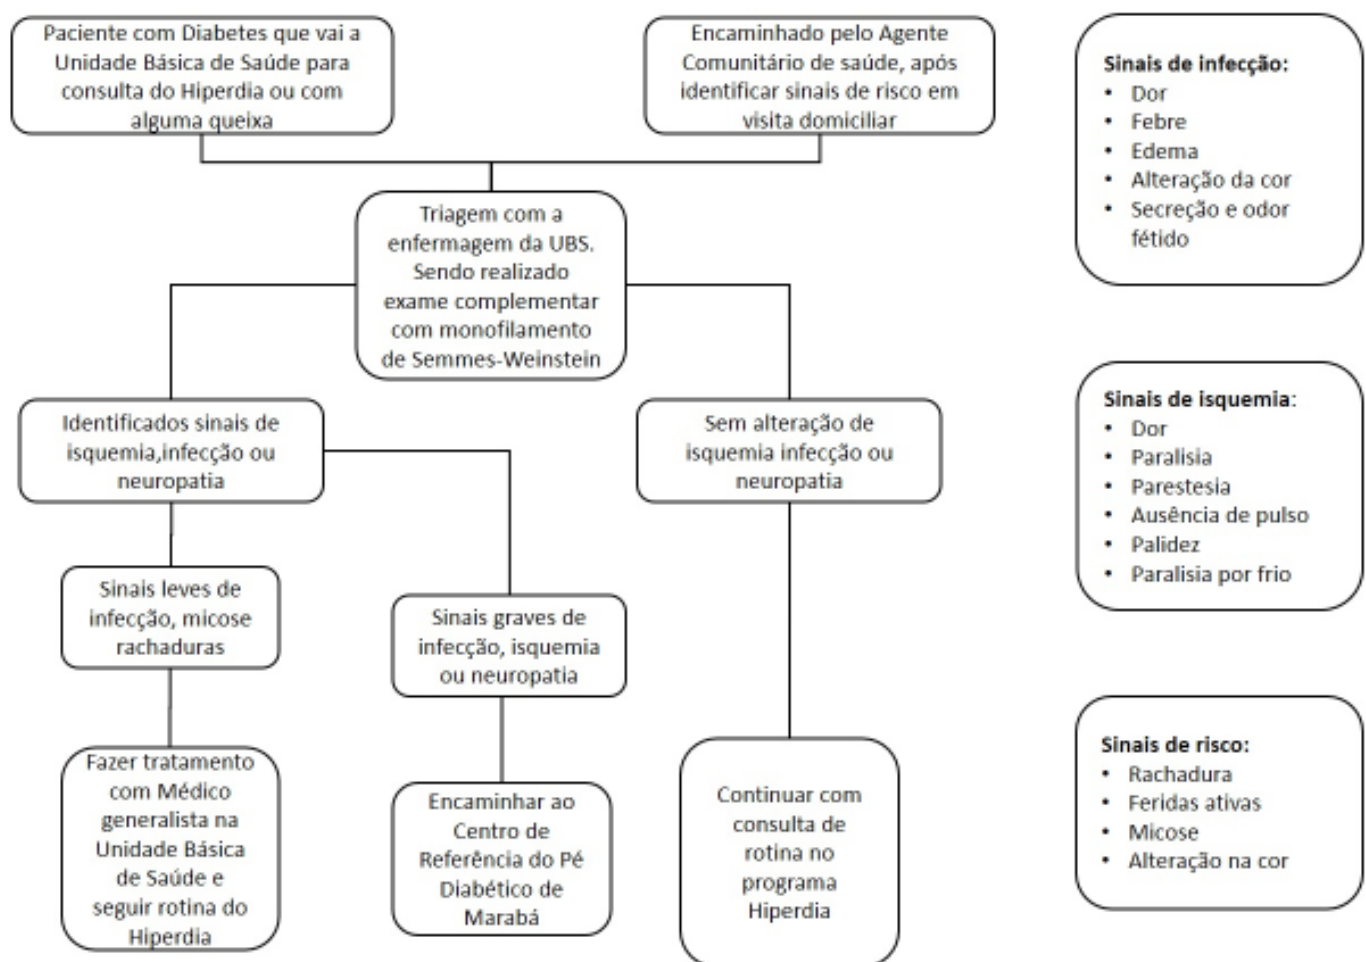 Paciente com Diabetes que vai a
Unidade Básica de Saúde para
consulta do Hiperdia ou com
alguma queixa
Encaminhado pelo Agente
Comunitário de saúde, após
identificar sinais de risco em
visita domiciliar
Triagem com a
enfermagem da UBS.
Sendo realizado
exame complementar
com monofilamento
de Semmes-Weinstein
Identificados sinais de
isquemia,infecção ou
neuropatia
Sem alteração de
isquemia infecção ou
neuropatia
Sinais leves de
infecção, micose
rachaduras
Sinais graves de
infecção, isquemia
ou neuropatia
Fazer tratamento
com Médico
generalista na
Unidade Básica
de Saúde e
seguir rotina do
Hiperdia
Encaminhar ao
Centro de
Referência do Pé
Diabético de
Marabá
Continuar com
consulta de
rotina no
programa
Hiperdia
Sinais de infecção:
• Dor
• Febre
• Edema
• Alteração da cor
• Secreção e odor
fétido
Sinais de isquemia:
• Dor
• Paralisia
• Parestesia
• Ausência de pulso
• Palidez
• Paralisia por frio
Sinais de risco:
• Rachadura
• Feridas ativas
• Micose
• Alteração na cor